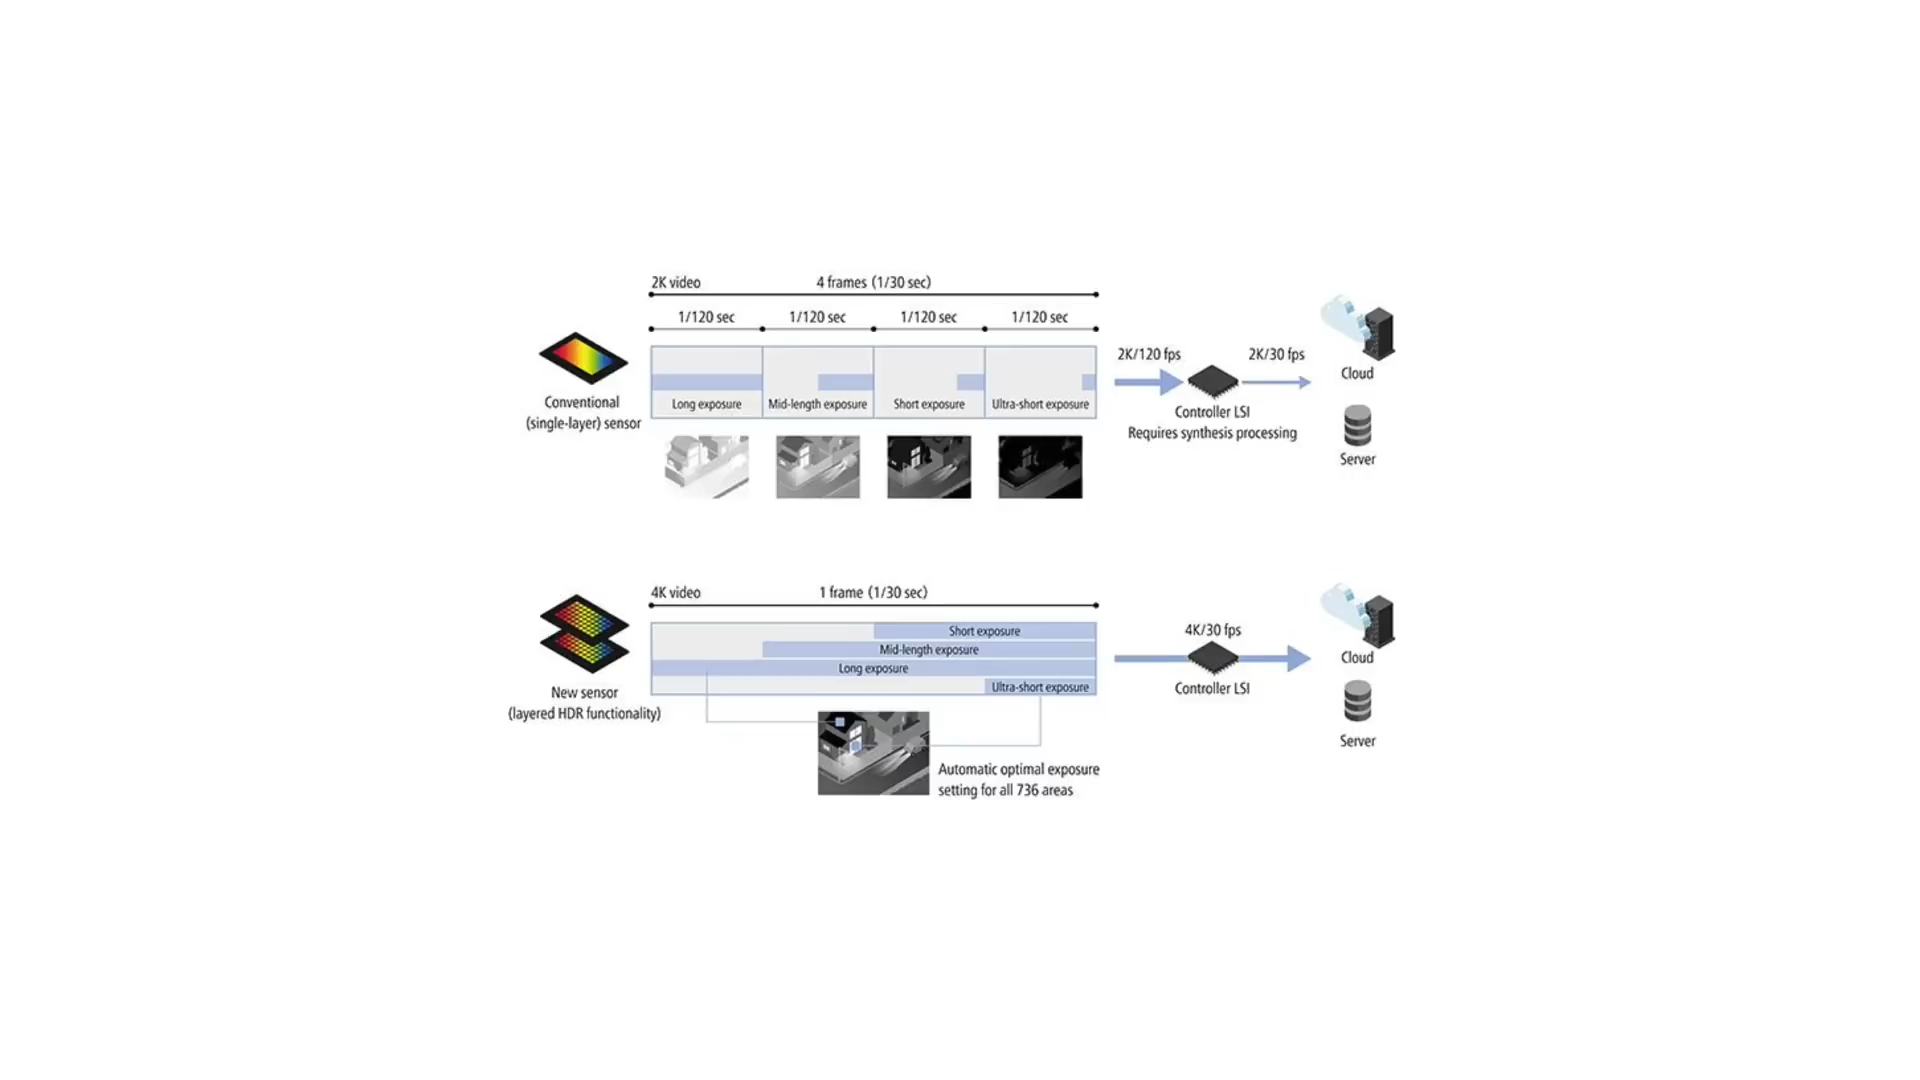 2K video
4 frames (1/30 sec)
1/120 sec
1/120 sec
1/120 sec
1/120 sec
Conventional
(single-layer) sensor
Long exposure
Mid-length exposure
Short exposure
Ultra-short exposure
2K/120 fps
2K/30 fps
Controller LSI
Requires synthesis processing
Cloud
Server
4K video
1 frame (1/30 sec)
New sensor
(layered HDR functionality)
Short exposure
Mid-length exposure
Long exposure
Ultra-short exposure
Automatic optimal exposure
setting for all 736 areas
4K/30 fps
Controller LSI
Cloud
Server